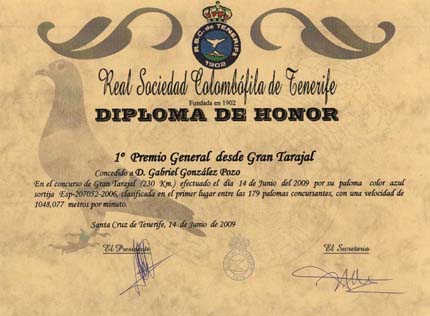 R.S.C. de TENERIFE
1902
Real Sociedad Colombófila de Tenerife
Fundada en 1902
DIPLOMA DE HONOR
1º Premio General desde Gran Tarajal
Concedido a D. Gabriel González Pozo
En el concurso de Gran Tarajal (230 Km.) efectuado el día 14 de Junio del 2009 por su paloma color azul
sortija Esp-207052-2006, clasificada en el primer lugar entre las 179 palomas concursantes, con una velocidad de
1048,077 metros por minuto.
Santa Cruz de Tenerife, 14 de junio de 2009
El Presidente
El Secretario